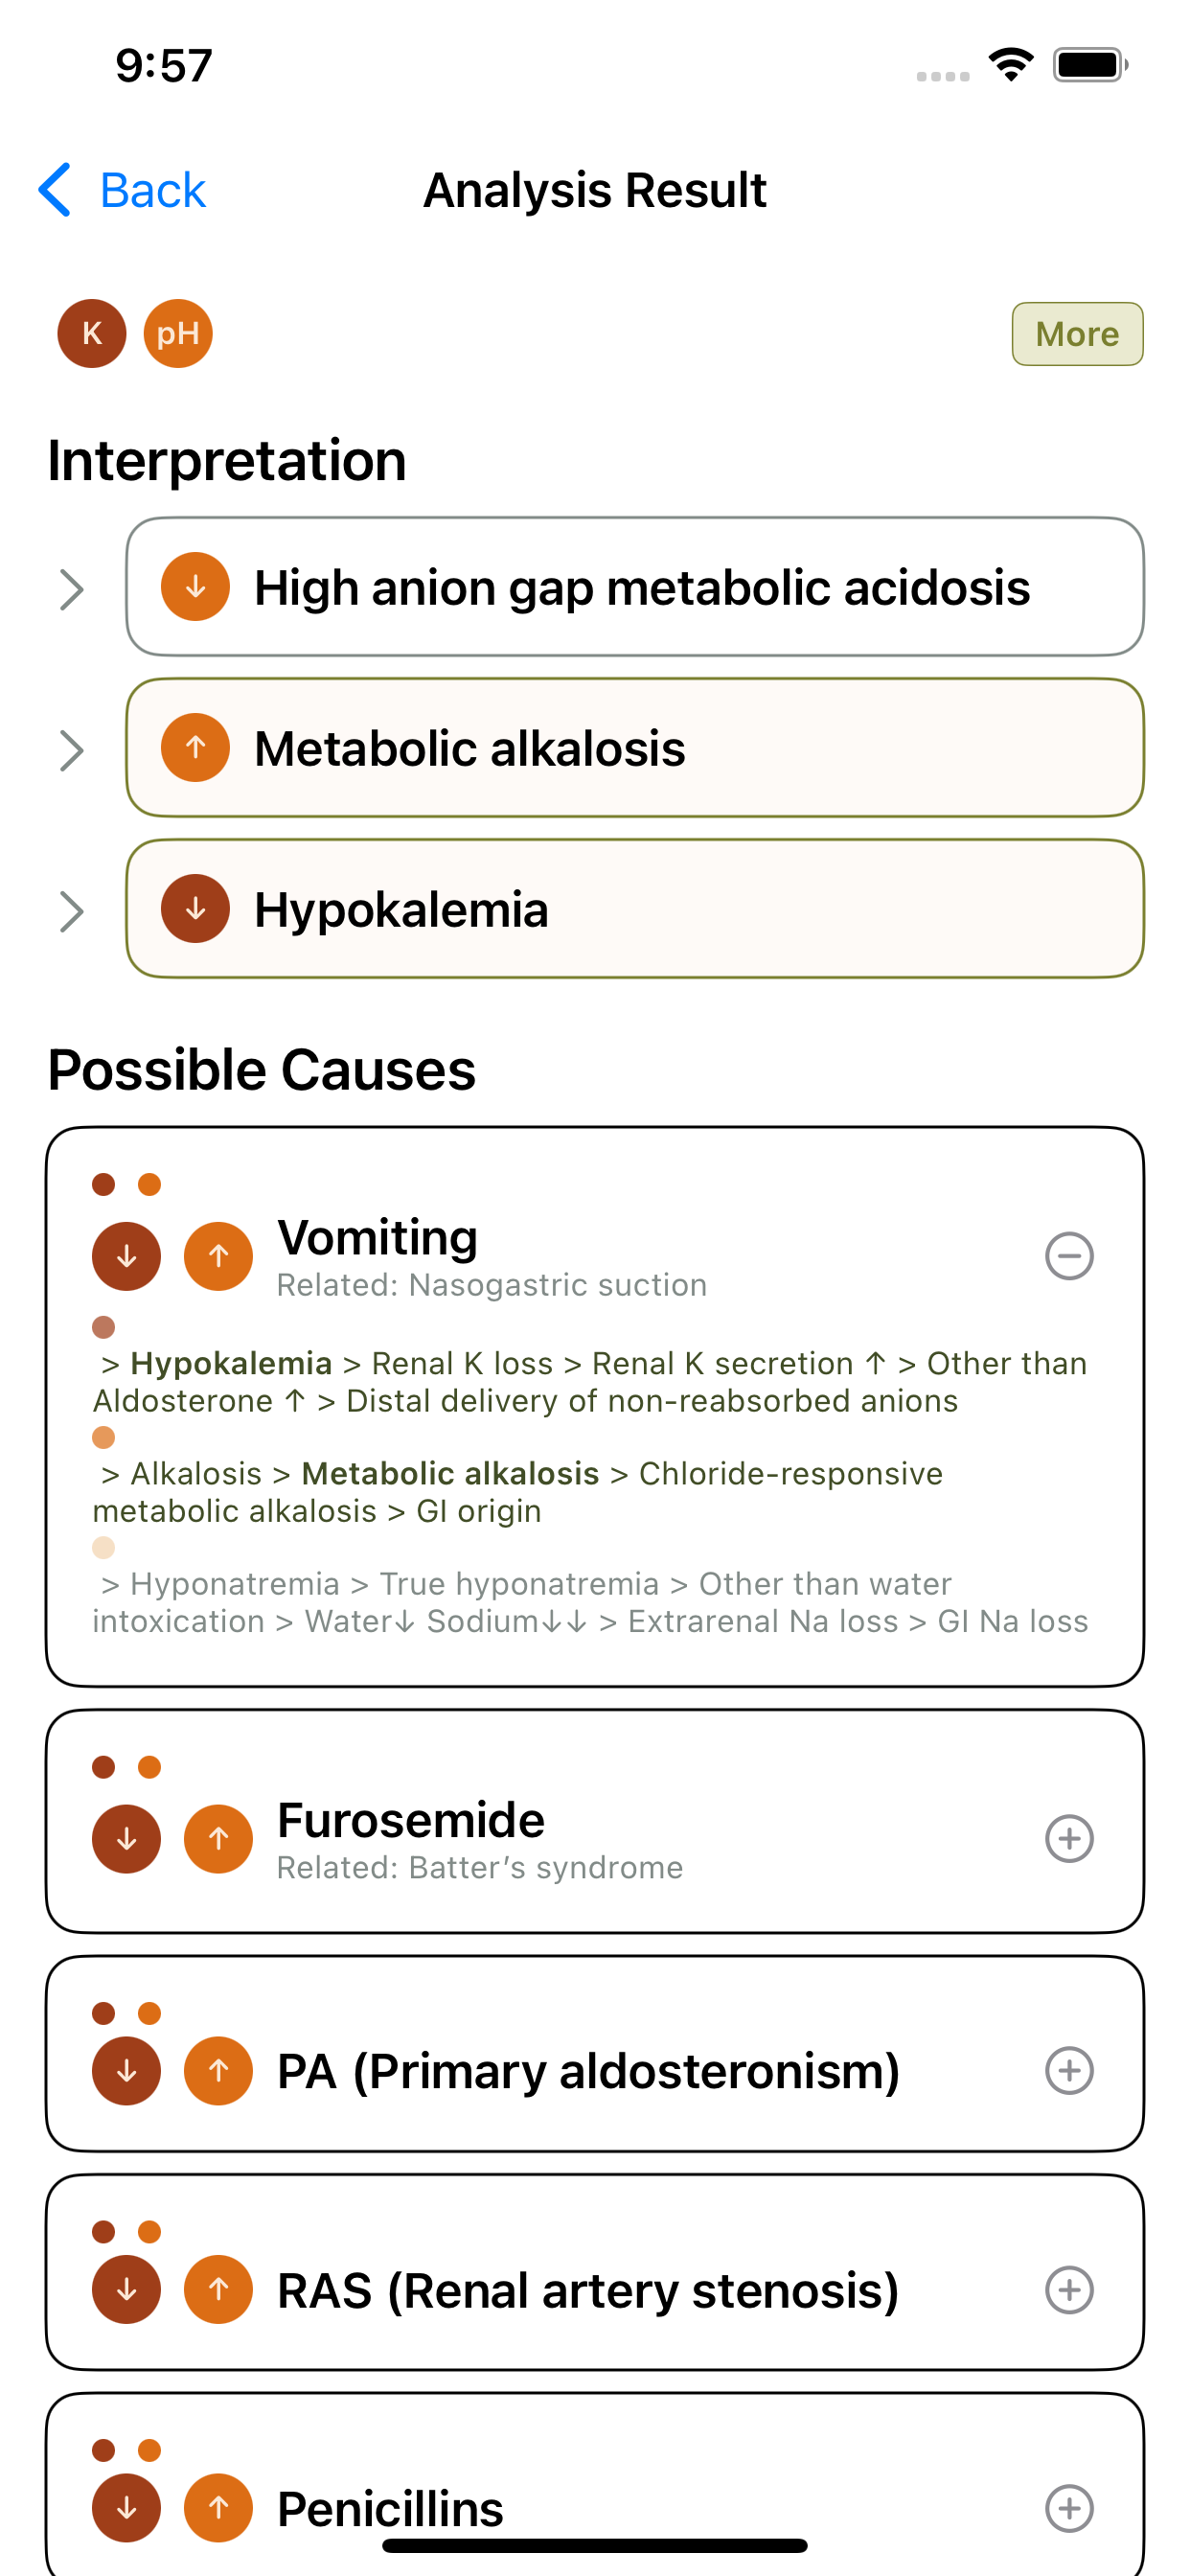 9:57
Back
Analysis Result
K
pH
More
Interpretation
↓ High anion gap metabolic acidosis
↑ Metabolic alkalosis
↓ Hypokalemia
Possible Causes
↓ ↑ Vomiting
Related: Nasogastric suction
> Hypokalemia > Renal K loss > Renal K secretion ↑ > Other than
Aldosterone ↑ > Distal delivery of non-reabsorbed anions
> Alkalosis > Metabolic alkalosis > Chloride-responsive
metabolic alkalosis > GI origin
> Hyponatremia > True hyponatremia > Other than water
intoxication > Water↓ Sodium↓↓ > Extrarenal Na loss > GI Na loss
↓ ↑ Furosemide
Related: Batter’s syndrome
↓ ↑ PA (Primary aldosteronism)
↓ ↑ RAS (Renal artery stenosis)
↓ ↑ Penicillins